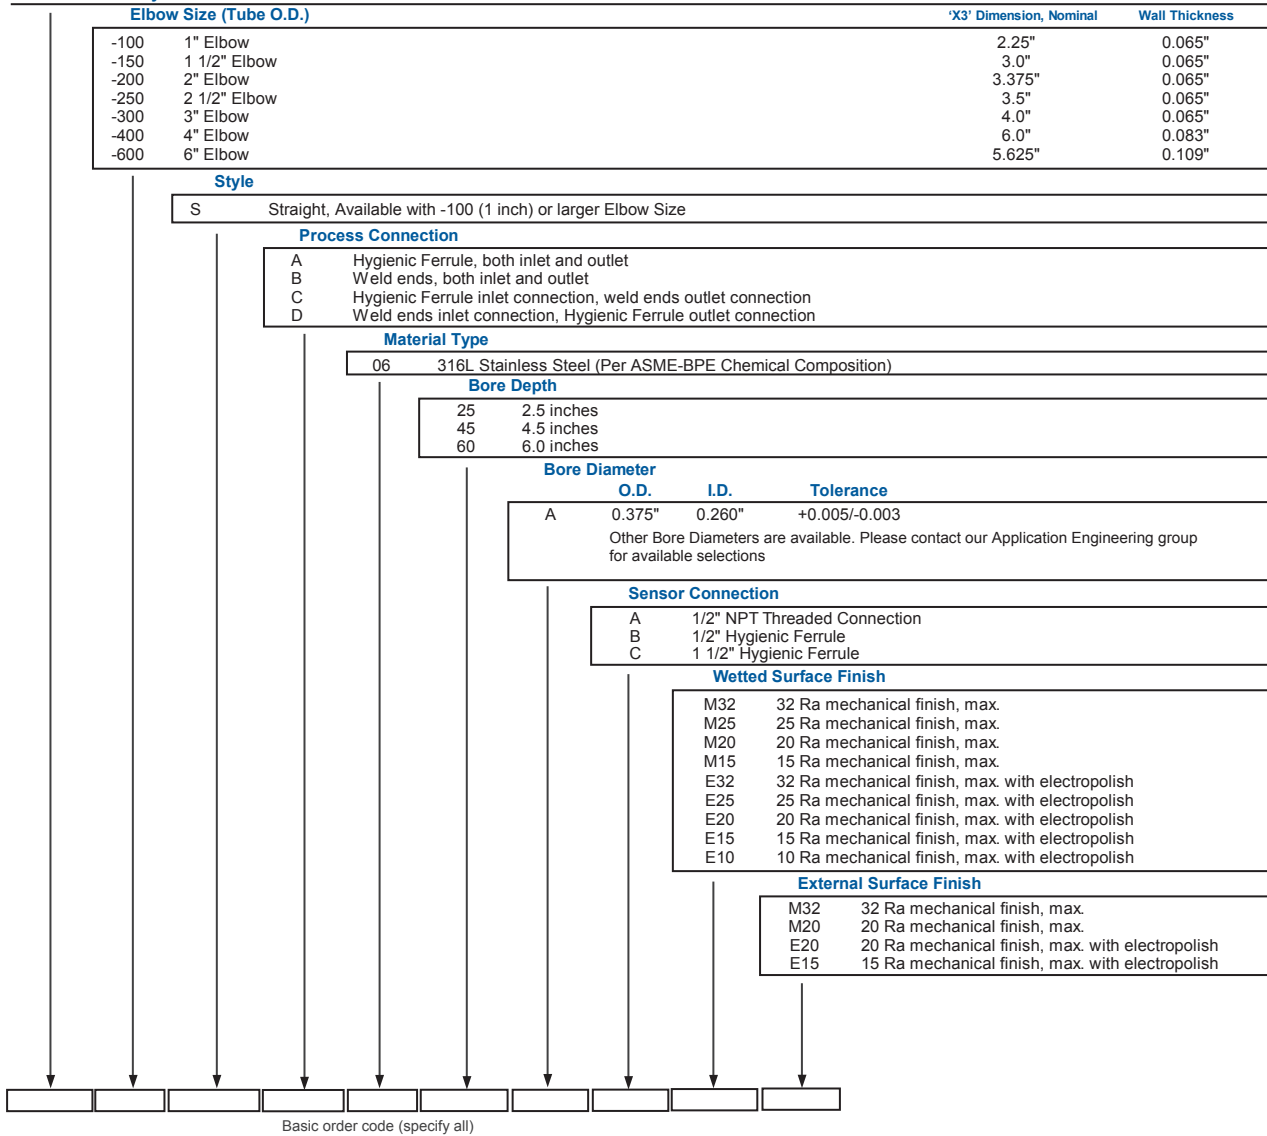 Elbow Size (Tube O.D.) 'X3' Dimension, Nominal Wall Thickness
-100 1" Elbow 2.25" 0.065"
-150 1 1/2" Elbow 3.0" 0.065"
-200 2" Elbow 3.375" 0.065"
-250 2 1/2" Elbow 3.5" 0.065"
-300 3" Elbow 4.0" 0.065"
-400 4" Elbow 6.0" 0.083"
-600 6" Elbow 5.625" 0.109"
Style
S Straight, Available with -100 (1 inch) or larger Elbow Size
Process Connection
A Hygienic Ferrule, both inlet and outlet
B Weld ends, both inlet and outlet
C Hygienic Ferrule inlet connection, weld ends outlet connection
D Weld ends inlet connection, Hygienic Ferrule outlet connection
Material Type
06 316L Stainless Steel (Per ASME-BPE Chemical Composition)
Bore Depth
25 2.5 inches
45 4.5 inches
60 6.0 inches
Bore Diameter
O.D. I.D. Tolerance
A 0.375" 0.260" +0.005/-0.003
Other Bore Diameters are available. Please contact our Application Engineering group
for available selections
Sensor Connection
A 1/2" NPT Threaded Connection
B 1/2" Hygienic Ferrule
C 1 1/2" Hygienic Ferrule
Wetted Surface Finish
M32 32 Ra mechanical finish, max.
M25 25 Ra mechanical finish, max.
M20 20 Ra mechanical finish, max.
M15 15 Ra mechanical finish, max.
E32 32 Ra mechanical finish, max. with electropolish
E25 25 Ra mechanical finish, max. with electropolish
E20 20 Ra mechanical finish, max. with electropolish
E15 15 Ra mechanical finish, max. with electropolish
E10 10 Ra mechanical finish, max. with electropolish
External Surface Finish
M32 32 Ra mechanical finish, max.
M20 20 Ra mechanical finish, max.
E20 20 Ra mechanical finish, max. with electropolish
E15 15 Ra mechanical finish, max. with electropolish
Basic order code (specify all)